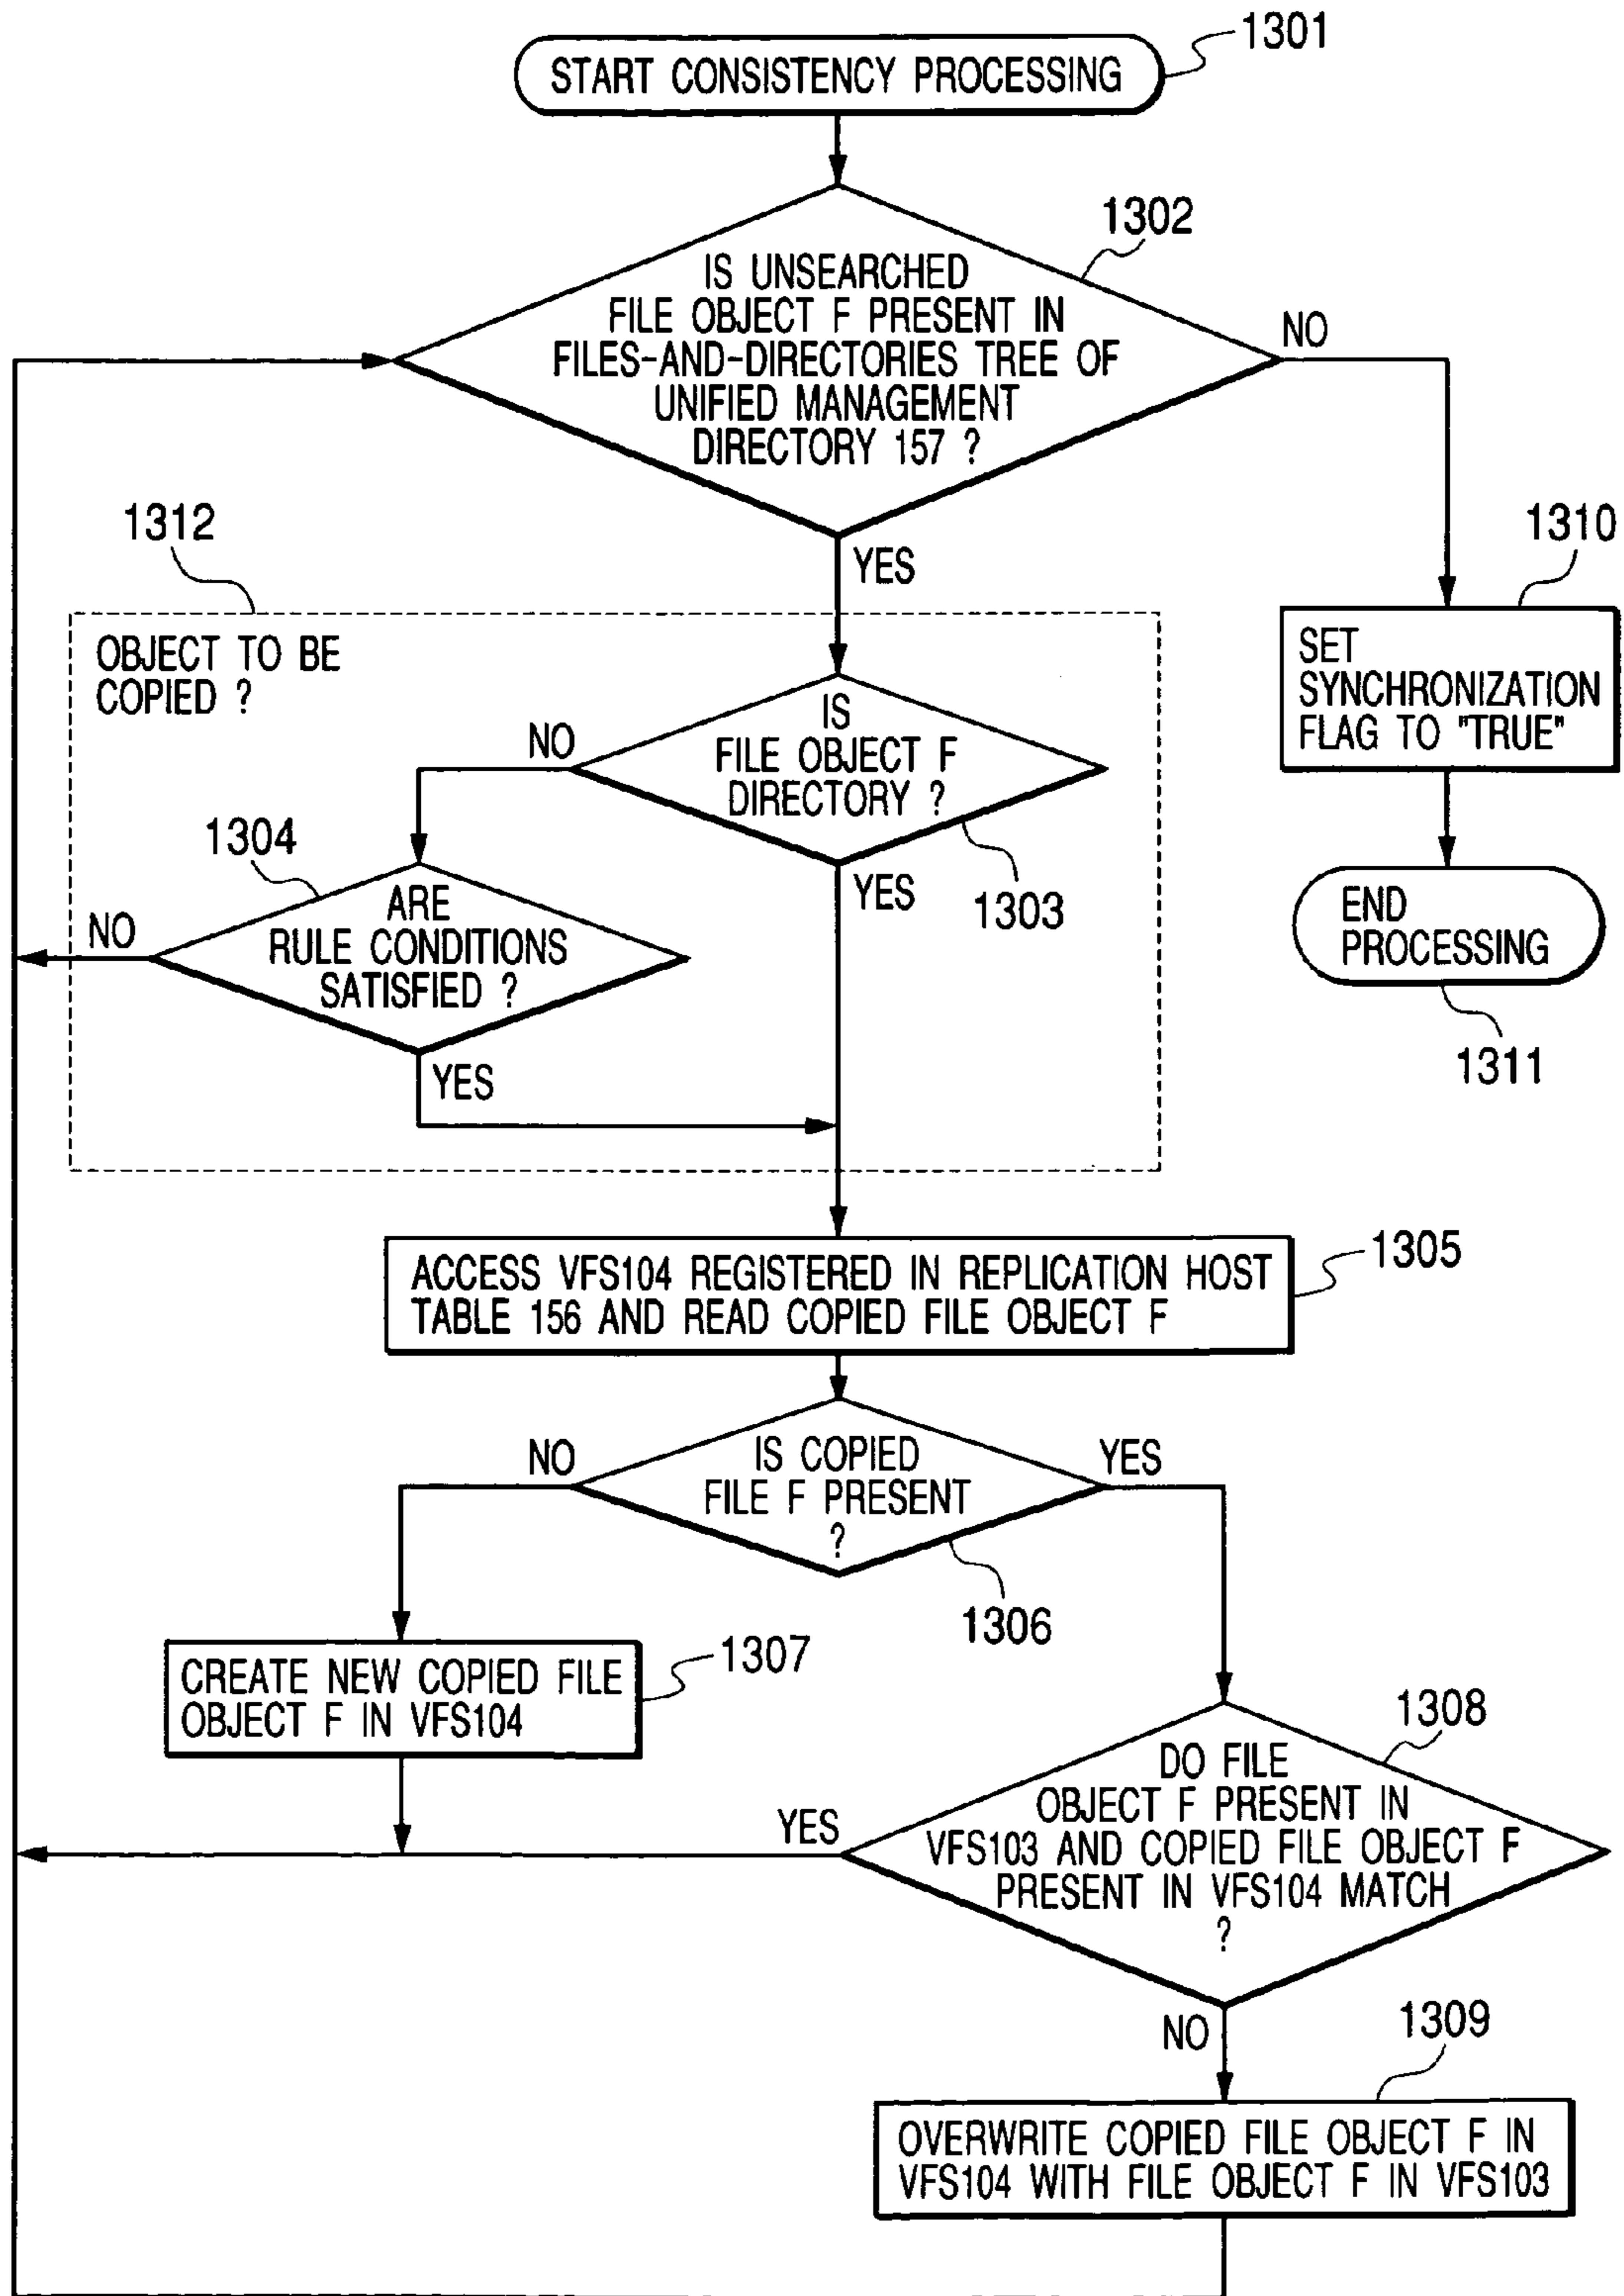 1301
START CONSISTENCY PROCESSING
1302
IS UNSEARCHED
FILE OBJECT F PRESENT IN
FILES-AND-DIRECTORIES TREE OF
UNIFIED MANAGEMENT
DIRECTORY 157 ?
NO
YES
1310
SET
SYNCHRONIZATION
FLAG TO "TRUE"
END
PROCESSING
1311
1312
OBJECT TO BE
COPIED ?
IS
FILE OBJECT F
DIRECTORY ?
NO
YES
1303
1304
ARE
RULE CONDITIONS
SATISFIED ?
NO
YES
1305
ACCESS VFS104 REGISTERED IN REPLICATION HOST
TABLE 156 AND READ COPIED FILE OBJECT F
IS COPIED
FILE F PRESENT
?
NO
YES
1306
1307
CREATE NEW COPIED FILE
OBJECT F IN VFS104
1308
DO FILE
OBJECT F PRESENT IN
VFS103 AND COPIED FILE OBJECT F
PRESENT IN VFS104 MATCH
?
YES
NO
1309
OVERWRITE COPIED FILE OBJECT F IN
VFS104 WITH FILE OBJECT F IN VFS103